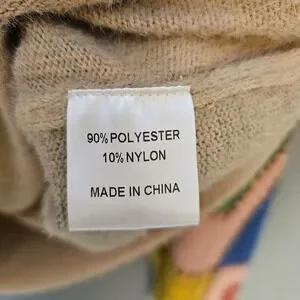 90% POLYESTER
10% NYLON
MADE IN CHINA